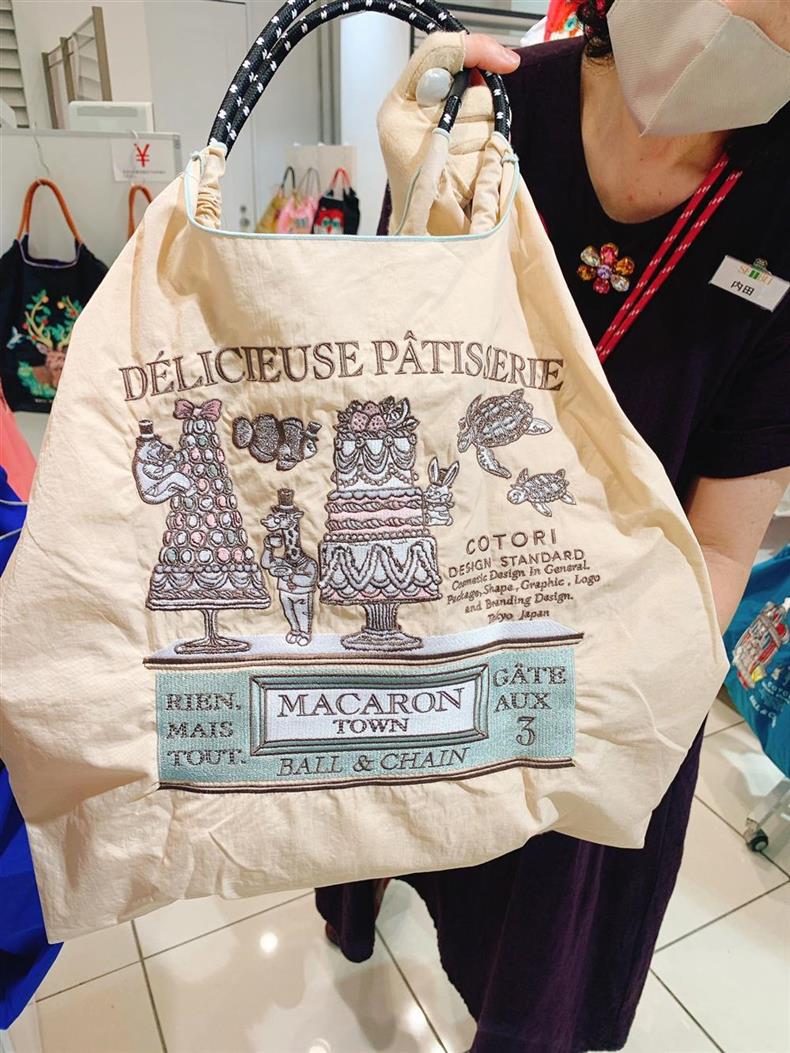 ¥
SEIBU
内田
DÉLICIEUSE PÂTISSERIE
COTORI
DESIGN STANDARD
Cosmetic Design In General,
Package, Shape, Graphic, Logo
and Branding Design.
Tokyo Japan
RIEN,
MAIS
TOUT.
MACARON
TOWN
BALL & CHAIN
GÂTE
AUX
3